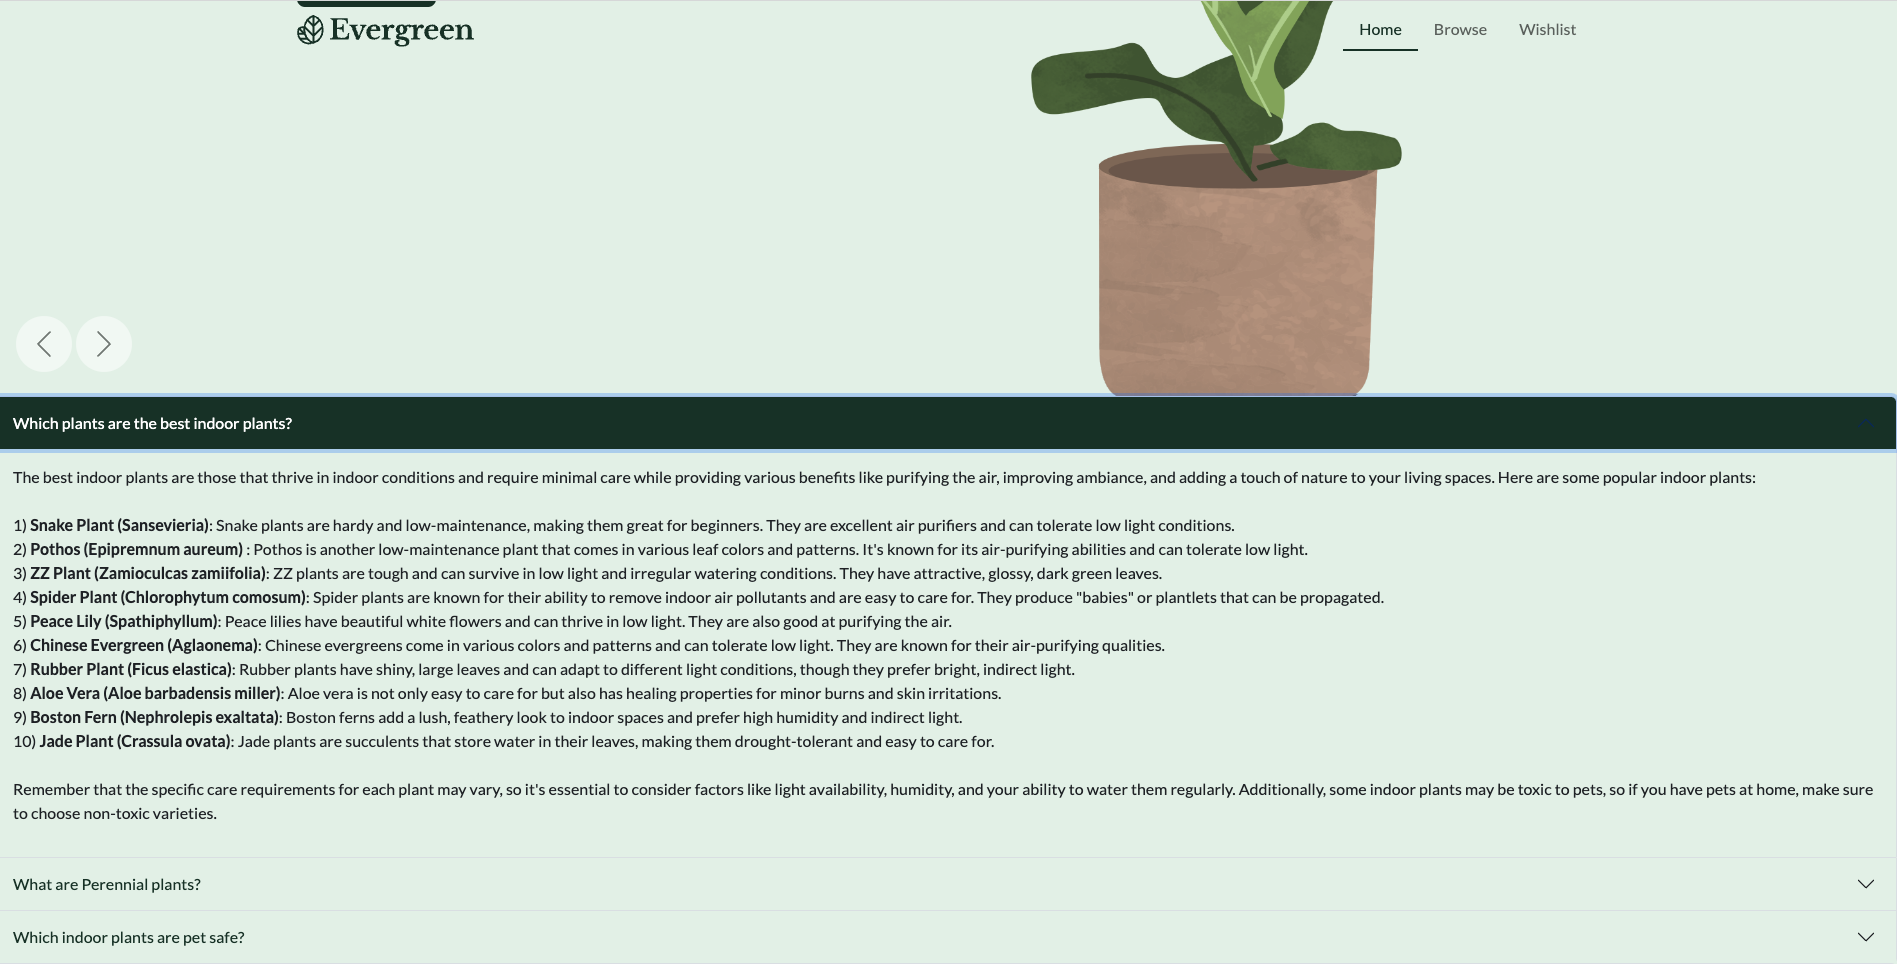 Evergreen
Home
Browse
Wishlist
Which plants are the best indoor plants?
The best indoor plants are those that thrive in indoor conditions and require minimal care while providing various benefits like purifying the air, improving ambiance, and adding a touch of nature to your living spaces. Here are some popular indoor plants:
1) Snake Plant (Sansevieria): Snake plants are hardy and low-maintenance, making them great for beginners. They are excellent air purifiers and can tolerate low light conditions.
2) Pothos (Epipremnum aureum) : Pothos is another low-maintenance plant that comes in various leaf colors and patterns. It's known for its air-purifying abilities and can tolerate low light.
3) ZZ Plant (Zamioculcas zamiifolia): ZZ plants are tough and can survive in low light and irregular watering conditions. They have attractive, glossy, dark green leaves.
4) Spider Plant (Chlorophytum comosum): Spider plants are known for their ability to remove indoor air pollutants and are easy to care for. They produce "babies" or plantlets that can be propagated.
5) Peace Lily (Spathiphyllum): Peace lilies have beautiful white flowers and can thrive in low light. They are also good at purifying the air.
6) Chinese Evergreen (Aglaonema): Chinese evergreens come in various colors and patterns and can tolerate low light. They are known for their air-purifying qualities.
7) Rubber Plant (Ficus elastica): Rubber plants have shiny, large leaves and can adapt to different light conditions, though they prefer bright, indirect light.
8) Aloe Vera (Aloe barbadensis miller): Aloe vera is not only easy to care for but also has healing properties for minor burns and skin irritations.
9) Boston Fern (Nephrolepis exaltata): Boston ferns add a lush, feathery look to indoor spaces and prefer high humidity and indirect light.
10) Jade Plant (Crassula ovata): Jade plants are succulents that store water in their leaves, making them drought-tolerant and easy to care for.
Remember that the specific care requirements for each plant may vary, so it's essential to consider factors like light availability, humidity, and your ability to water them regularly. Additionally, some indoor plants may be toxic to pets, so if you have pets at home, make sure
to choose non-toxic varieties.
What are Perennial plants?
Which indoor plants are pet safe?